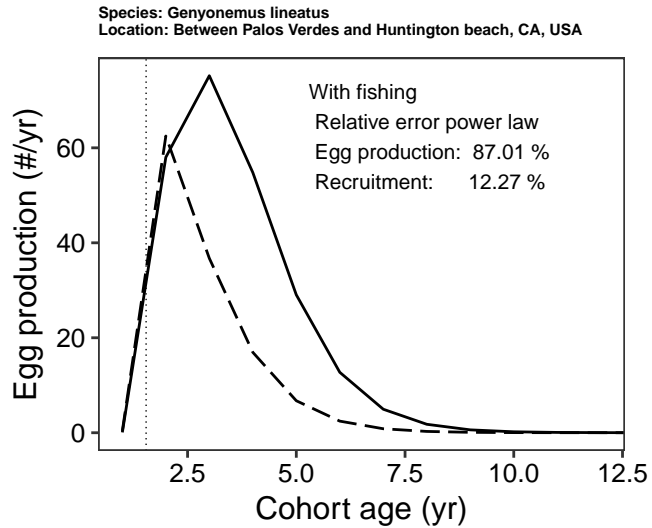 Species: Genyonemus lineatus
Location: Between Palos Verdes and Huntington beach, CA, USA
With fishing
Relative error power law
Egg production: 87.01 %
Recruitment: 12.27 %
Egg production (#/yr)
60
40
20
0
2.5 5.0 7.5 10.0 12.5
Cohort age (yr)